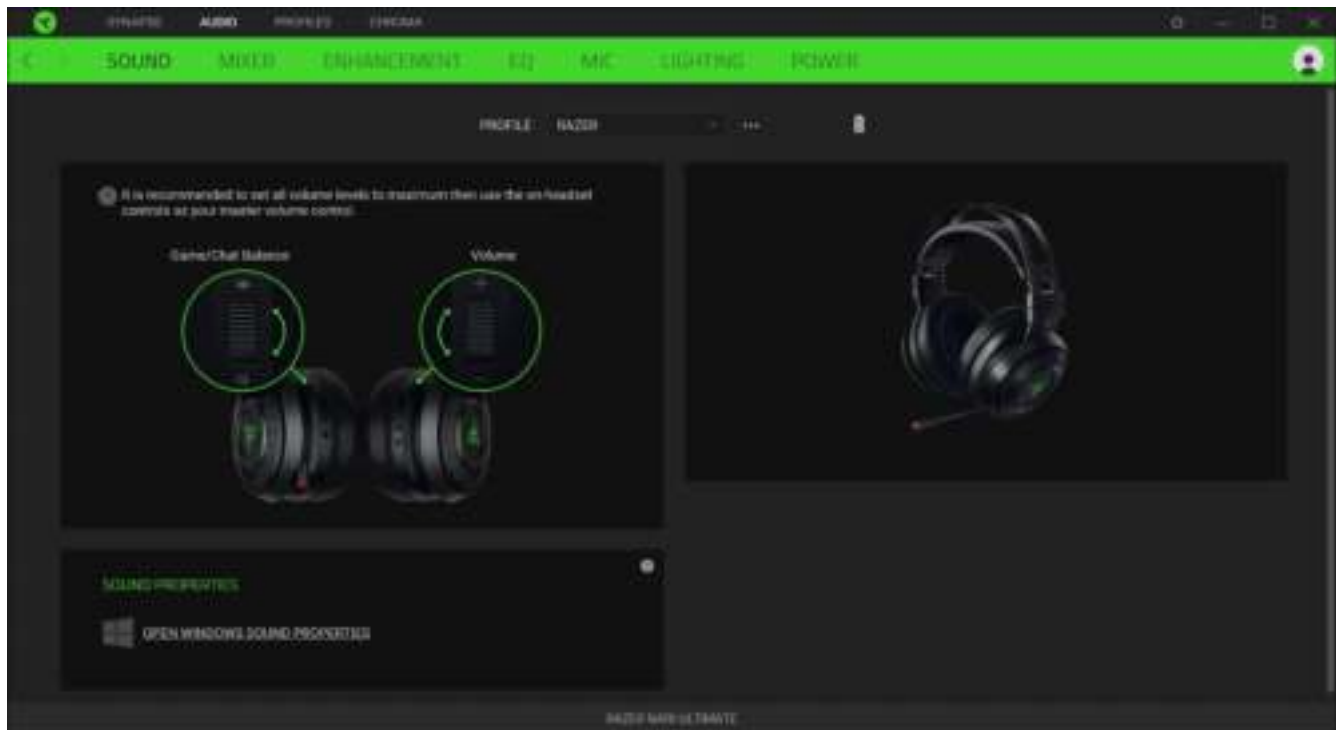 SYNAPSE AUDIO PROFILES CHROMA
SOUND MIXER ENHANCEMENT EQ MIC LIGHTING POWER
PROFILE RAZER
It is recommended to set all volume levels to maximum then use the on-headset
controls as your master volume control.
Game/Chat Balance Volume
SOUND PROPERTIES
OPEN WINDOWS SOUND PROPERTIES
RAZER NARI ULTIMATE